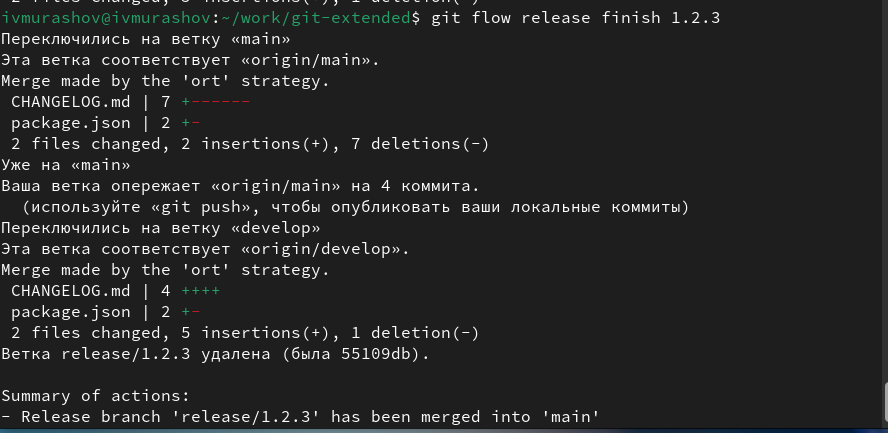 ivmurashov@ivmurashov:~/work/git-extended$ git flow release finish 1.2.3
Переключились на ветку «main»
Эта ветка соответствует «origin/main».
Merge made by the 'ort' strategy.
 CHANGELOG.md | 7 +------
 package.json | 2 +-
 2 files changed, 2 insertions(+), 7 deletions(-)
Уже на «main»
Ваша ветка опережает «origin/main» на 4 коммита.
  (используйте «git push», чтобы опубликовать ваши локальные коммиты)
Переключились на ветку «develop»
Эта ветка соответствует «origin/develop».
Merge made by the 'ort' strategy.
 CHANGELOG.md | 4 ++++
 package.json | 2 +-
 2 files changed, 5 insertions(+), 1 deletion(-)
Ветка release/1.2.3 удалена (была 55109db).

Summary of actions:
- Release branch 'release/1.2.3' has been merged into 'main'